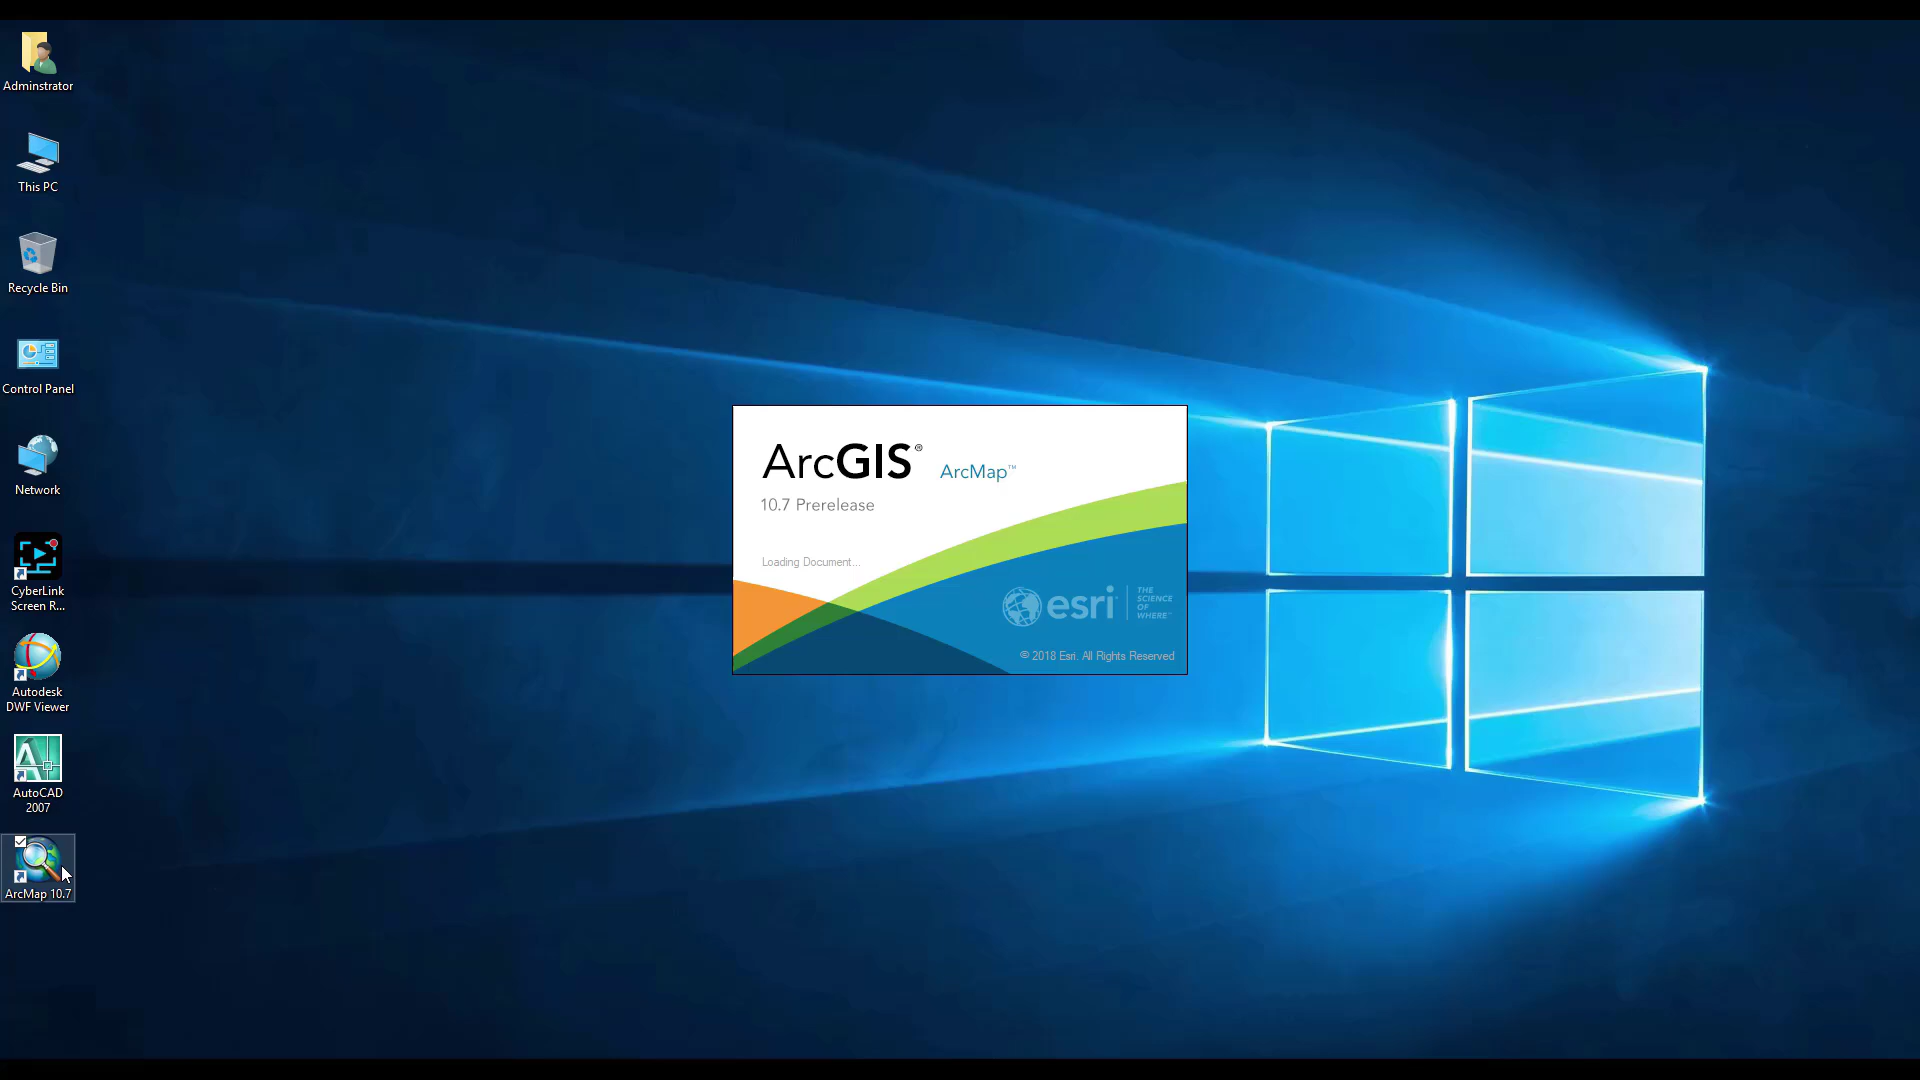 Adminstrator
This PC
Recycle Bin
Control Panel
Network
CyberLink
Screen R...
Autodesk
DWF Viewer
AutoCAD
2007
ArcMap 10.7
ArcGIS® ArcMap™
10.7 Prerelease
Loading Document...
esri
THE
SCIENCE
OF
WHERE™
© 2018 Esri. All Rights Reserved